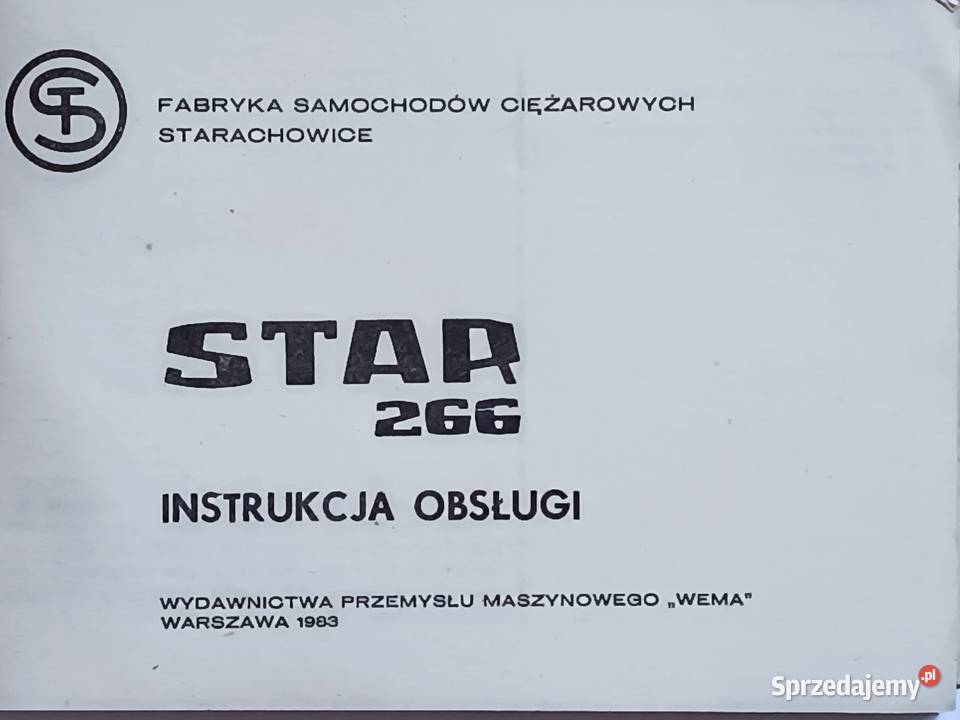 FABRYKA SAMOCHODÓW CIĘŻAROWYCH
STARACHOWICE
STAR
266
INSTRUKCJA OBSŁUGI
WYDAWNICTWA PRZEMYSŁU MASZYNOWEGO „WEMA”
WARSZAWA 1983
Sprzedajemy.pl